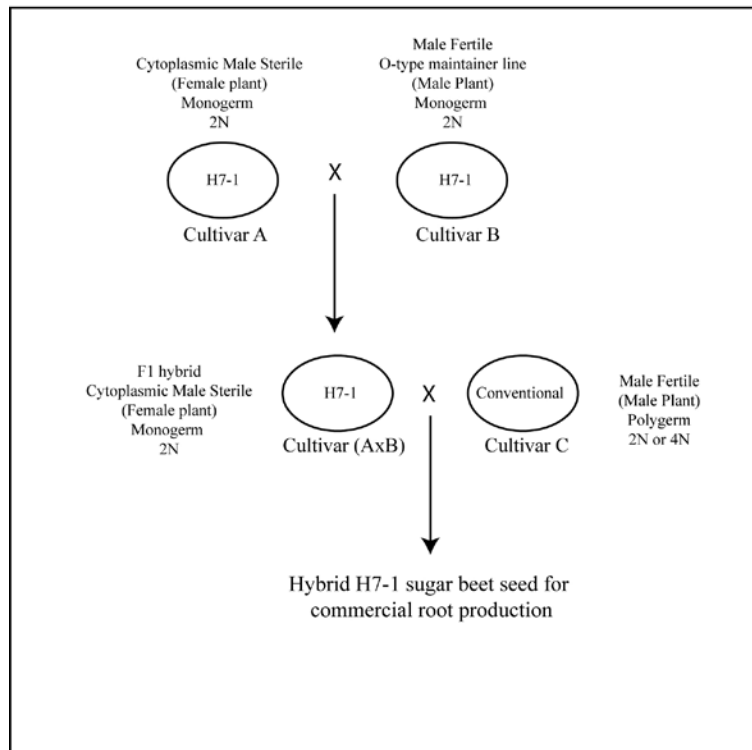 Cytoplasmic Male Sterile
(Female plant)
Monogerm
2N
H7-1
Cultivar A
X
Male Fertile
O-type maintainer line
(Male Plant)
Monogerm
2N
H7-1
Cultivar B
F1 hybrid
Cytoplasmic Male Sterile
(Female plant)
Monogerm
2N
H7-1
Cultivar (AxB)
X
Conventional
Cultivar C
Male Fertile
(Male Plant)
Polygerm
2N or 4N
Hybrid H7-1 sugar beet seed for
commercial root production